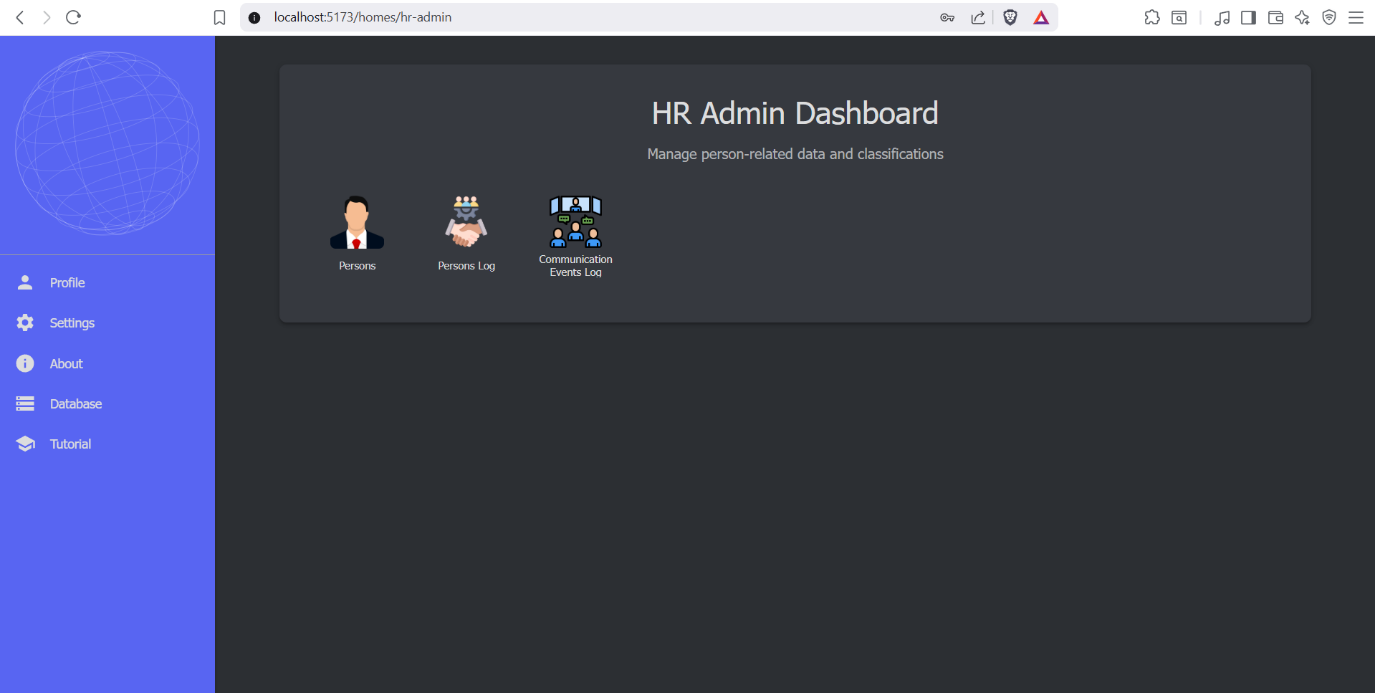 localhost:5173/homes/hr-admin
HR Admin Dashboard
Manage person-related data and classifications
Persons
Persons Log
Communication
Events Log
Profile
Settings
About
Database
Tutorial